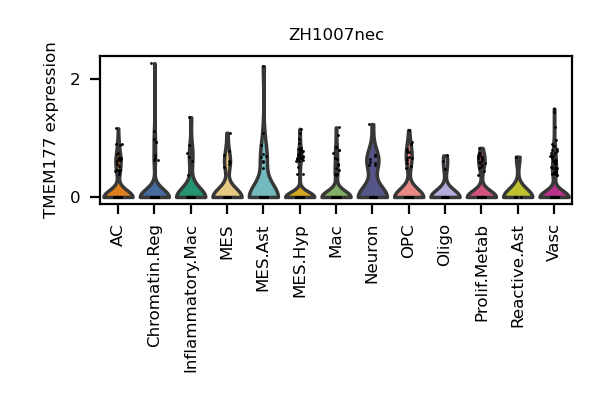 ZH1007nec
TMEM177 expression
2
0
AC
Chromatin.Reg
Inflammatory.Mac
MES
MES.Ast
MES.Hyp
Mac
Neuron
OPC
Oligo
Prolif.Metab
Reactive.Ast
Vasc